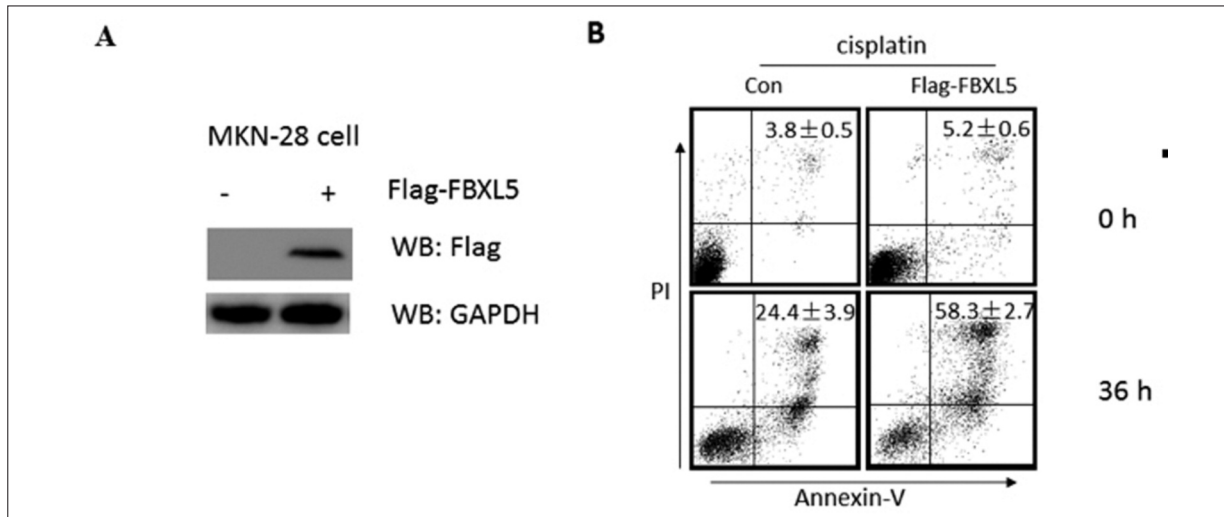 A
MKN-28 cell
- + Flag-FBXL5
WB: Flag
WB: GAPDH
B
cisplatin
Con Flag-FBXL5
3.8±0.5 5.2±0.6
0 h
PI
24.4±3.9 58.3±2.7
36 h
Annexin-V